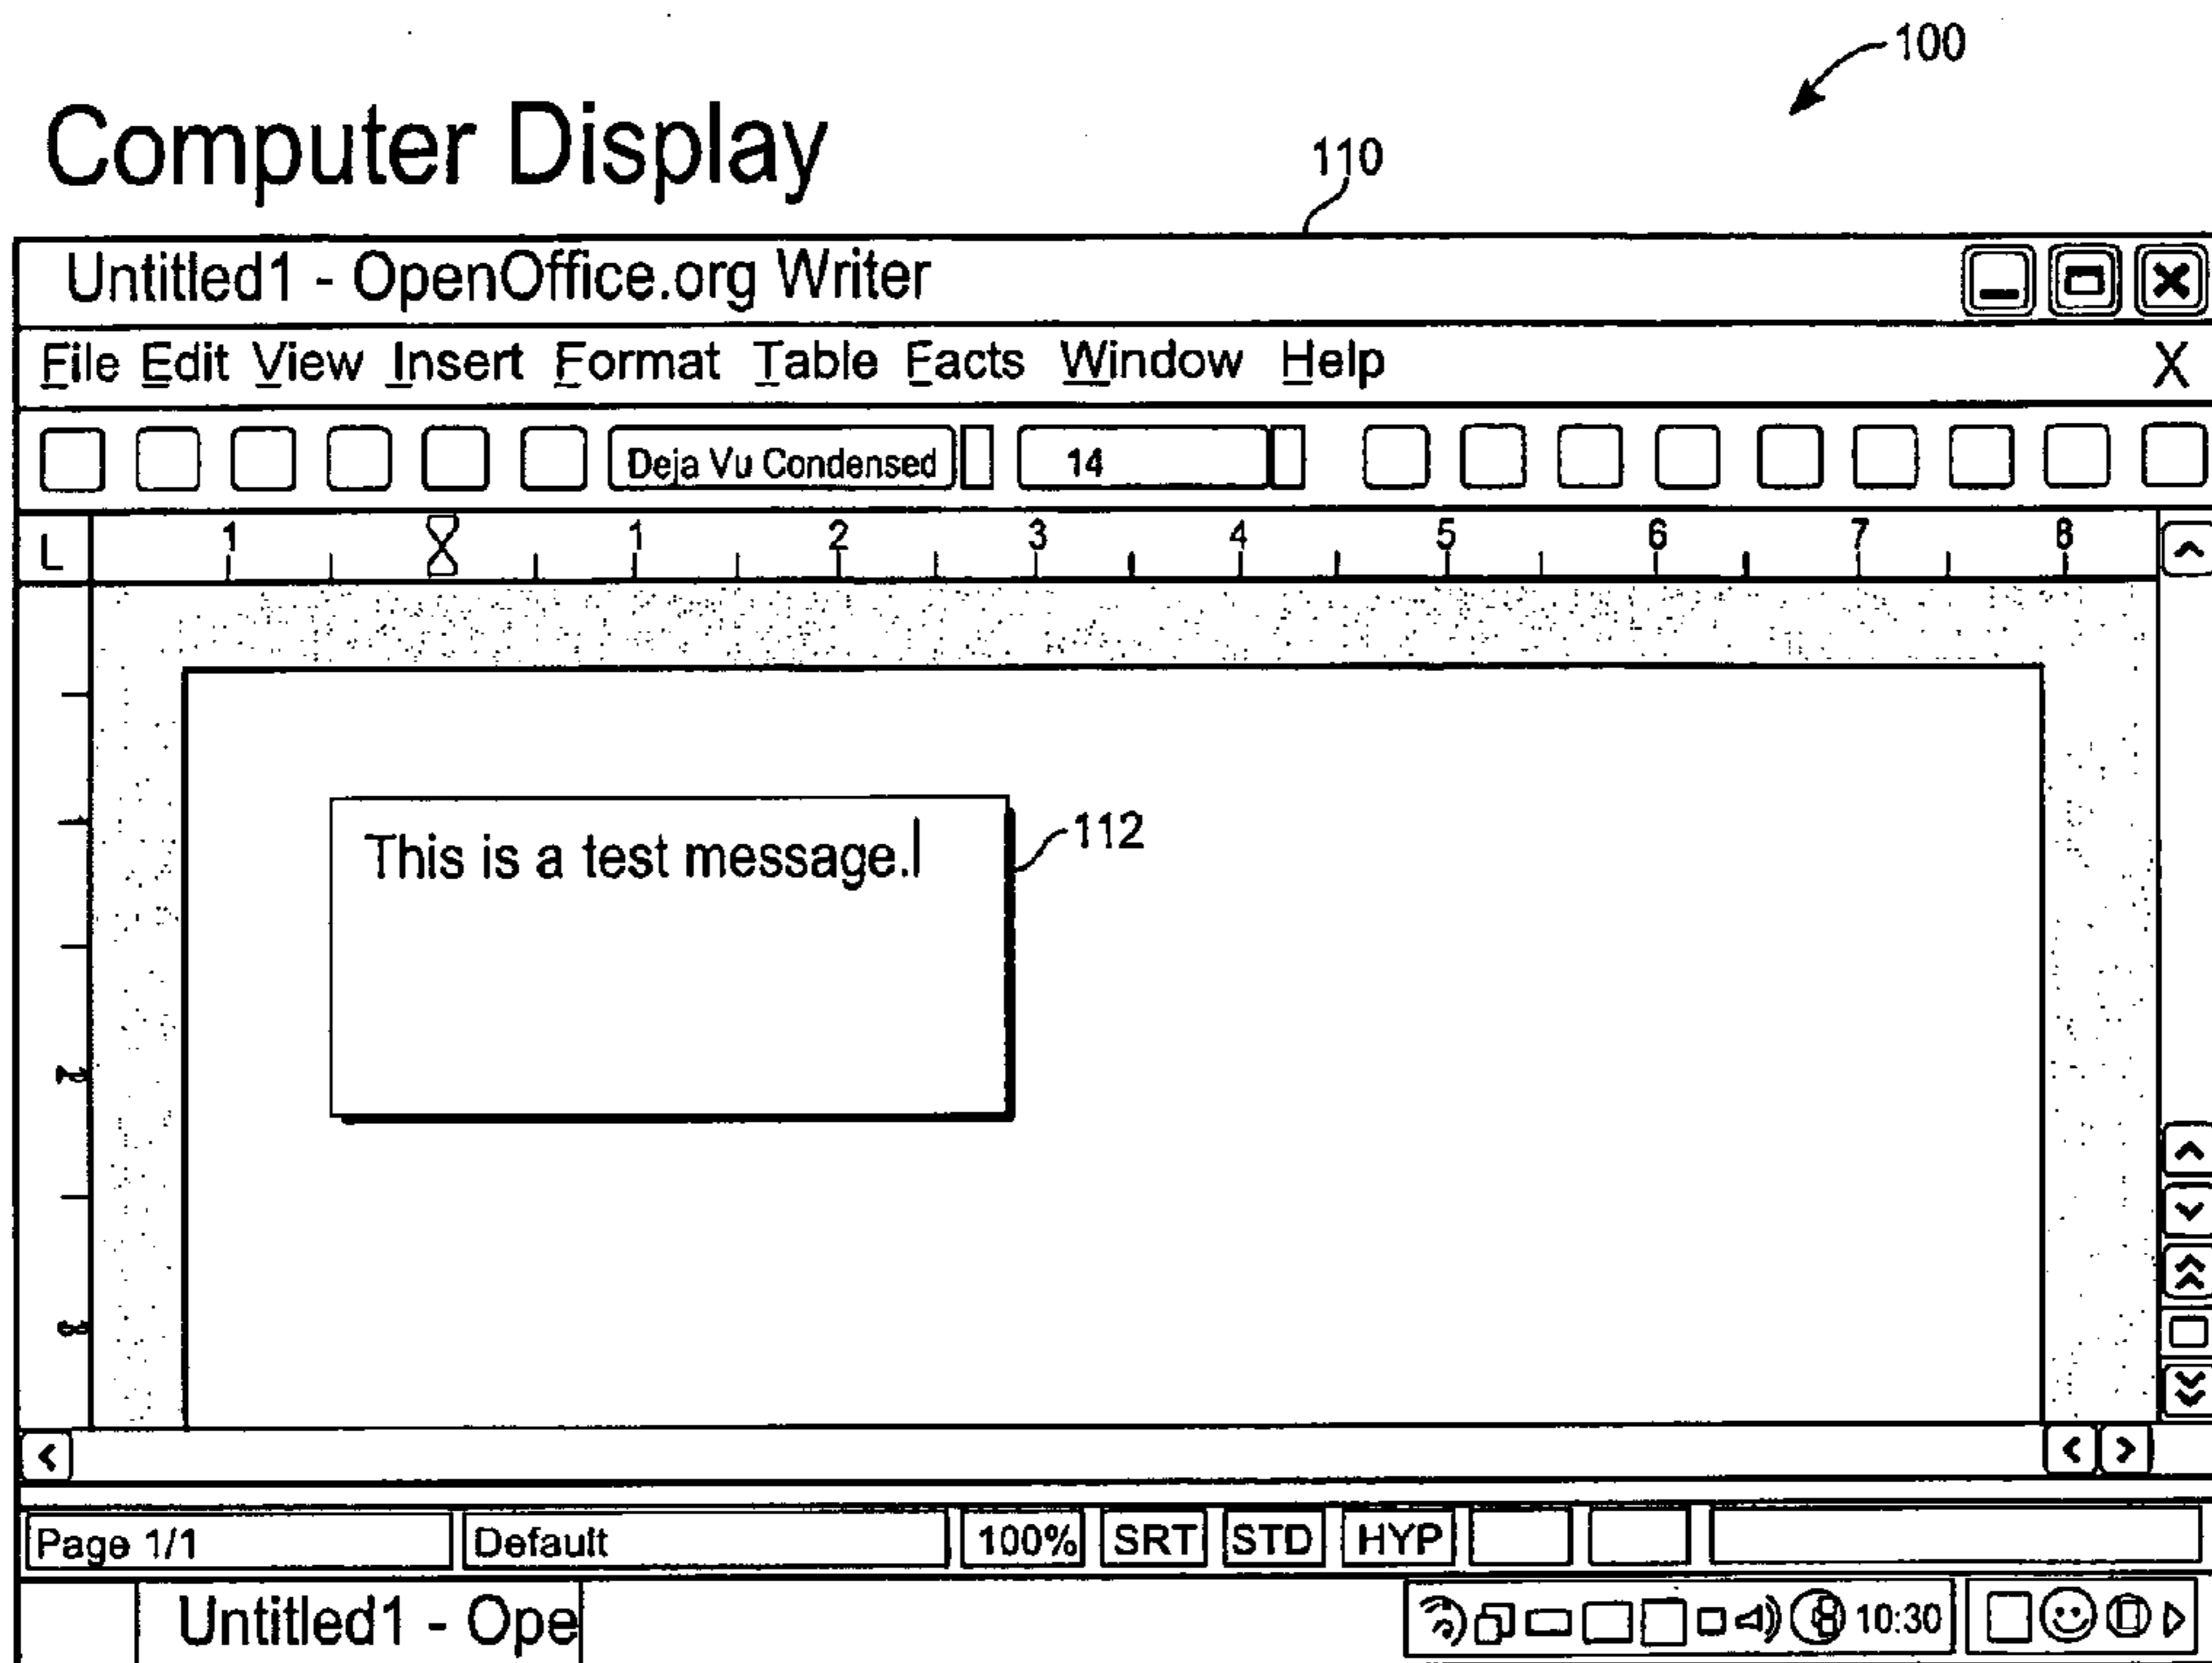 100
Computer Display
110
Untitled1 - OpenOffice.org Writer
File Edit View Insert Format Table Facts Window Help X
Deja Vu Condensed 14
L 1 1 2 3 4 5 6 7 8
This is a test message.
112
2
3
Page 1/1 Default 100% SRT STD HYP
Untitled1 - Ope 10:30